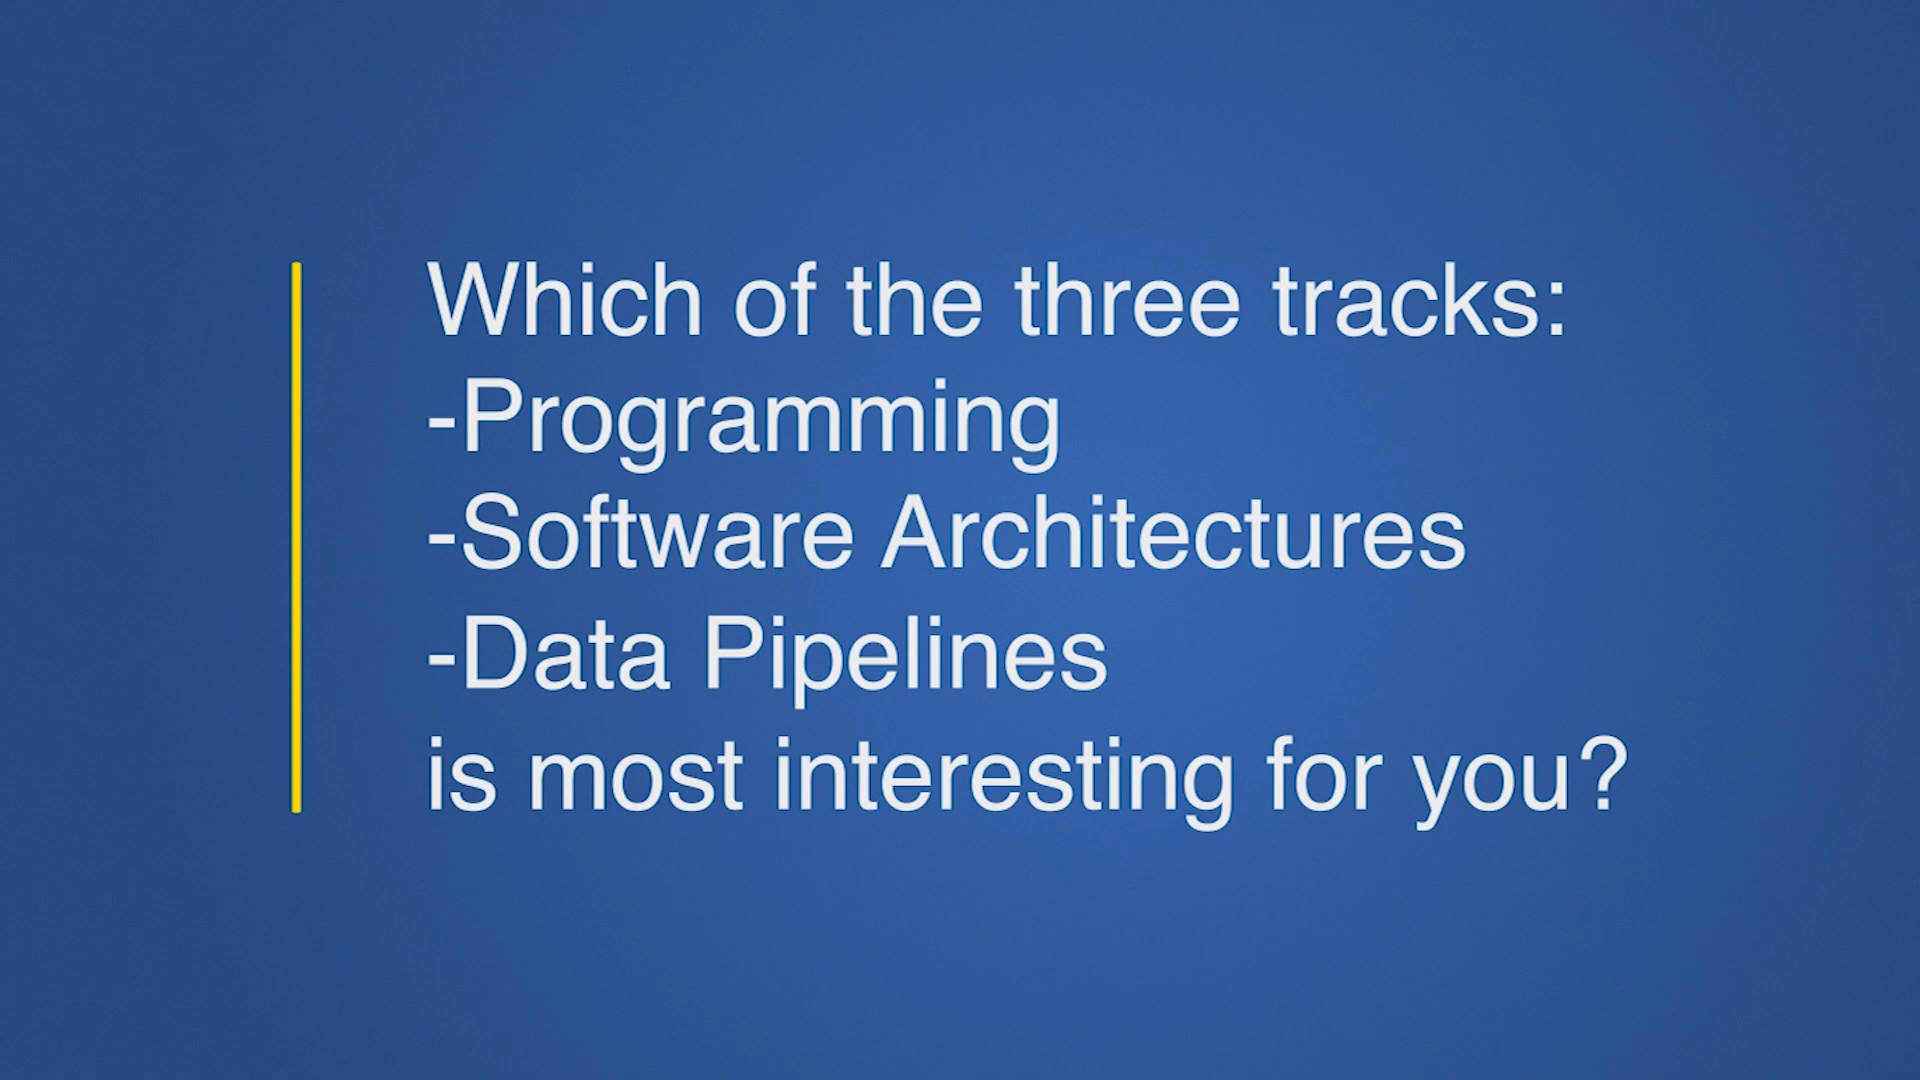 Which of the three tracks:
-Programming
-Software Architectures
-Data Pipelines
is most interesting for you?